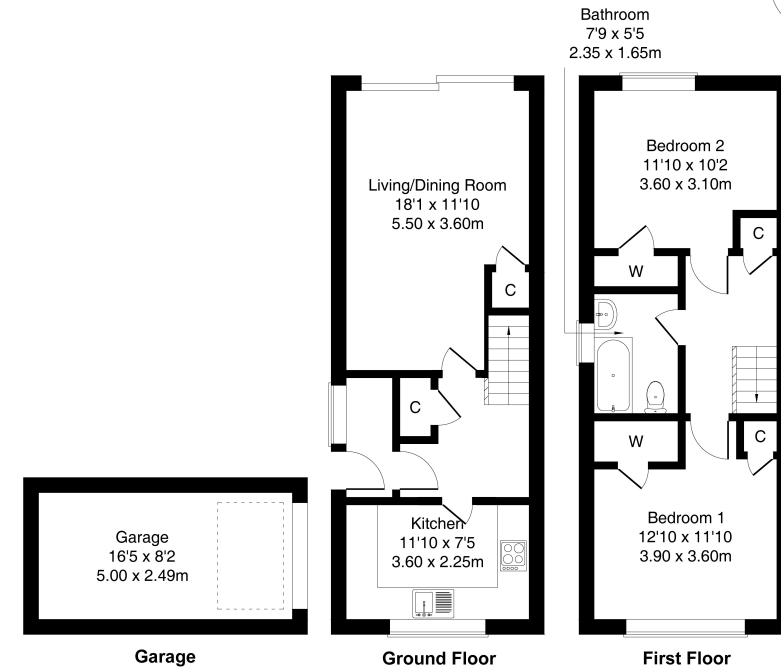 Bathroom
7'9 x 5'5
2.35 x 1.65m
Living/Dining Room
18'1 x 11'10
5.50 x 3.60m
C
C
Kitchen
11'10 x 7'5
3.60 x 2.25m
Bedroom 2
11'10 x 10'2
3.60 x 3.10m
C
W
W
C
Bedroom 1
12'10 x 11'10
3.90 x 3.60m
Garage
16'5 x 8'2
5.00 x 2.49m
Garage
Ground Floor
First Floor